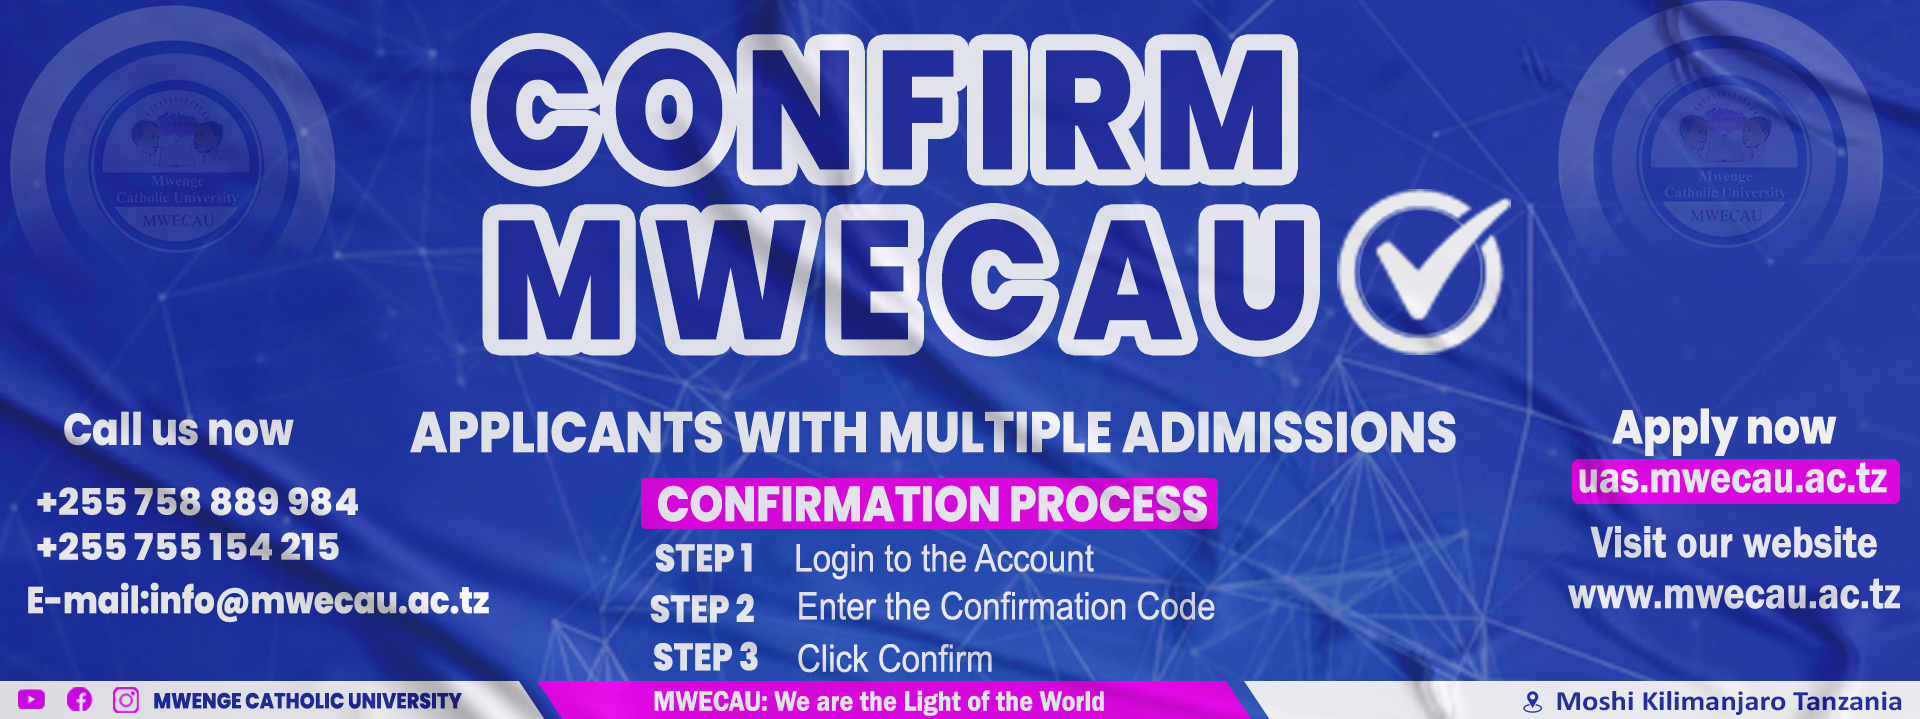 CONFIRM
MWECAU
Mwenge
Catholic University
MWECAU
Mwenge
Catholic University
MWECAU
APPLICANTS WITH MULTIPLE ADIMISSIONS
CONFIRMATION PROCESS
STEP 1 Login to the Account
STEP 2 Enter the Confirmation Code
STEP 3 Click Confirm
Call us now
+255 758 889 984
+255 755 154 215
E-mail:info@mwecau.ac.tz
Apply now
uas.mwecau.ac.tz
Visit our website
www.mwecau.ac.tz
MWENGE CATHOLIC UNIVERSITY
MWECAU: We are the Light of the World
Moshi Kilimanjaro Tanzania